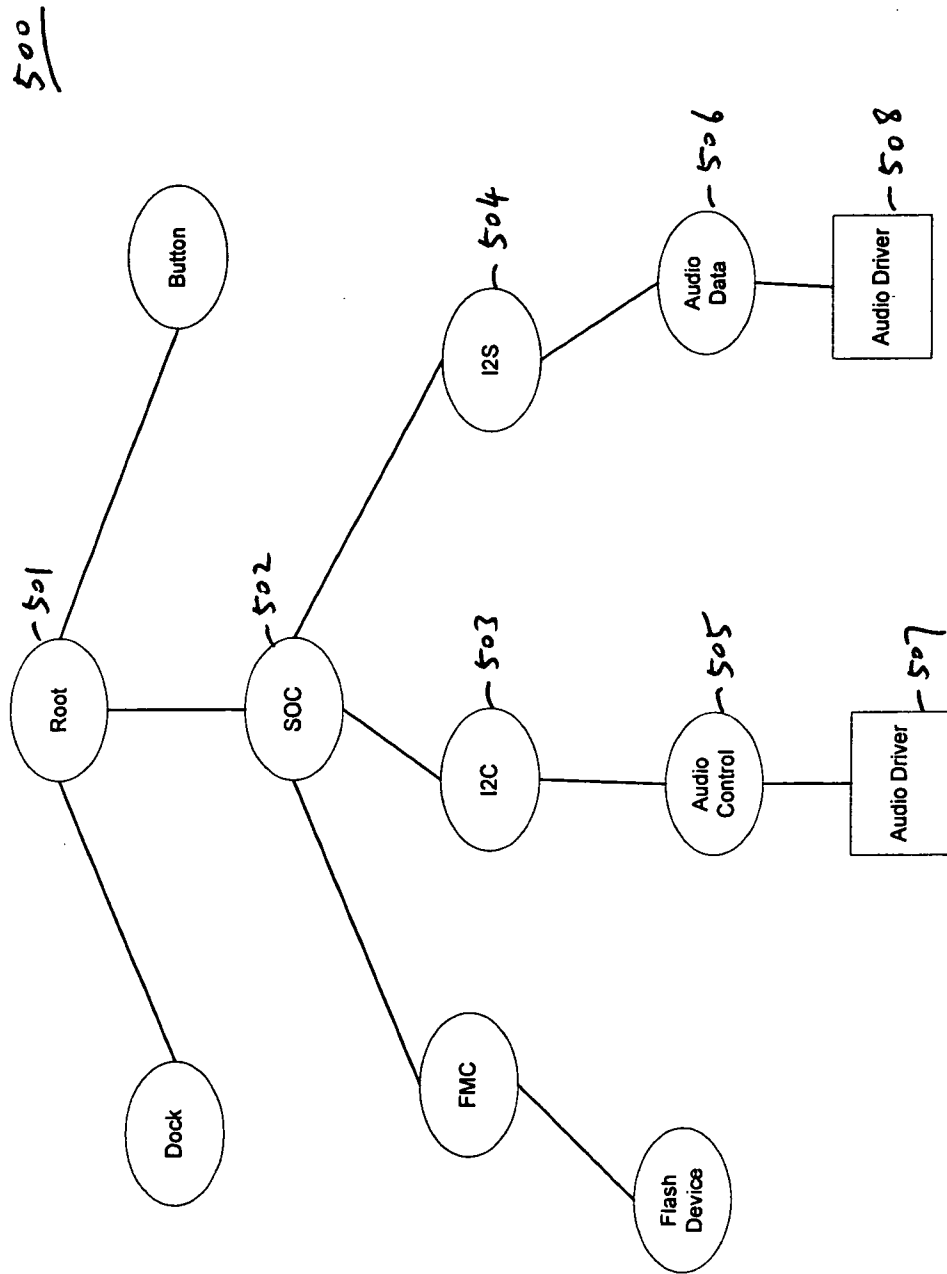 500
Root
501
Dock
Button
SOC
502
FMC
I2C
503
I2S
504
Flash
Device
Audio
Control
505
Audio
Data
506
Audio Driver
507
Audio Driver
508